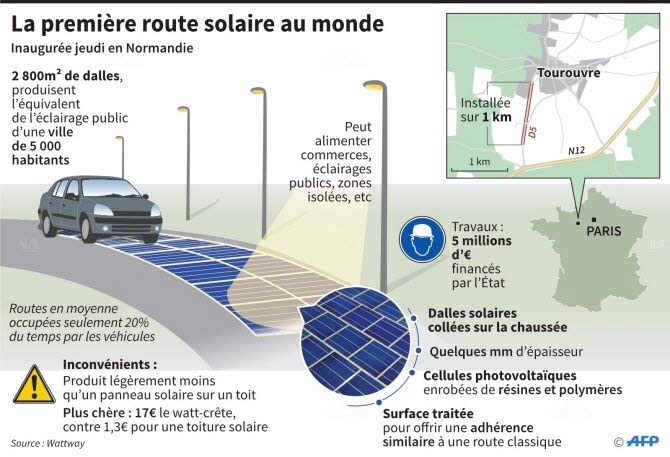 La première route solaire au monde
Inaugurée jeudi en Normandie
2 800m² de dalles,
produisent
l'équivalent
de l'éclairage public
d'une ville
de 5 000
habitants
Peut
alimenter
commerces,
éclairages
publics, zones
isolées, etc
Tourouvre
Installée
sur 1 km
D5
N12
1 km
PARIS
Travaux :
5 millions
d'€
financés
par l'État
Routes en moyenne
occupées seulement 20%
du temps par les véhicules
Dalles solaires
collées sur la chaussée
Quelques mm d'épaisseur
Cellules photovoltaïques
enrobées de résines et polymères
Surface traitée
pour offrir une adhérence
similaire à une route classique
Inconvénients :
Produit légèrement moins
qu'un panneau solaire sur un toit
Plus chère : 17€ le watt-crête,
contre 1,3€ pour une toiture solaire
Source : Wattway
© AFP